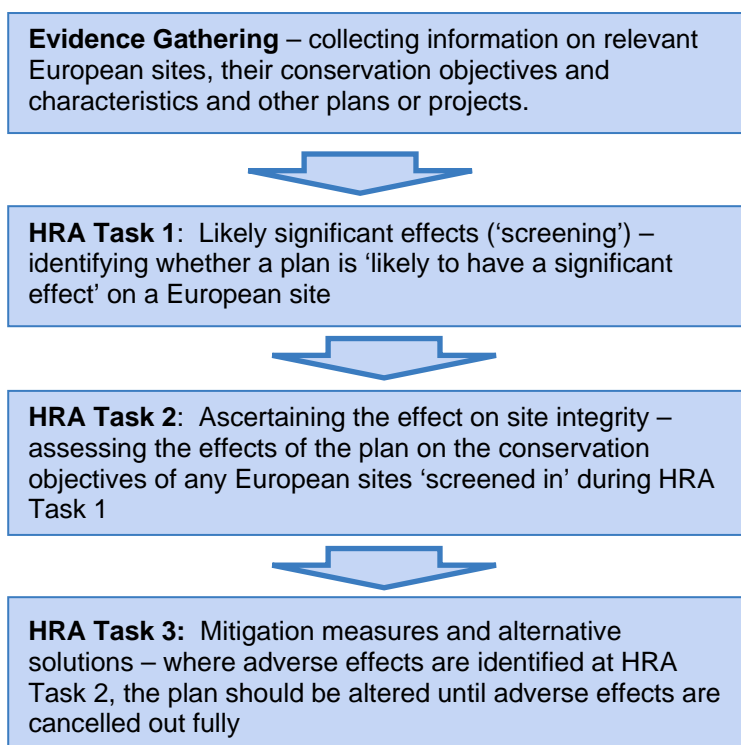 Evidence Gathering – collecting information on relevant
European sites, their conservation objectives and
characteristics and other plans or projects.
HRA Task 1:  Likely significant effects (‘screening’) –
identifying whether a plan is ‘likely to have a significant
effect’ on a European site
HRA Task 2:  Ascertaining the effect on site integrity –
assessing the effects of the plan on the conservation
objectives of any European sites ‘screened in’ during HRA
Task 1
HRA Task 3:  Mitigation measures and alternative
solutions – where adverse effects are identified at HRA
Task 2, the plan should be altered until adverse effects are
cancelled out fully